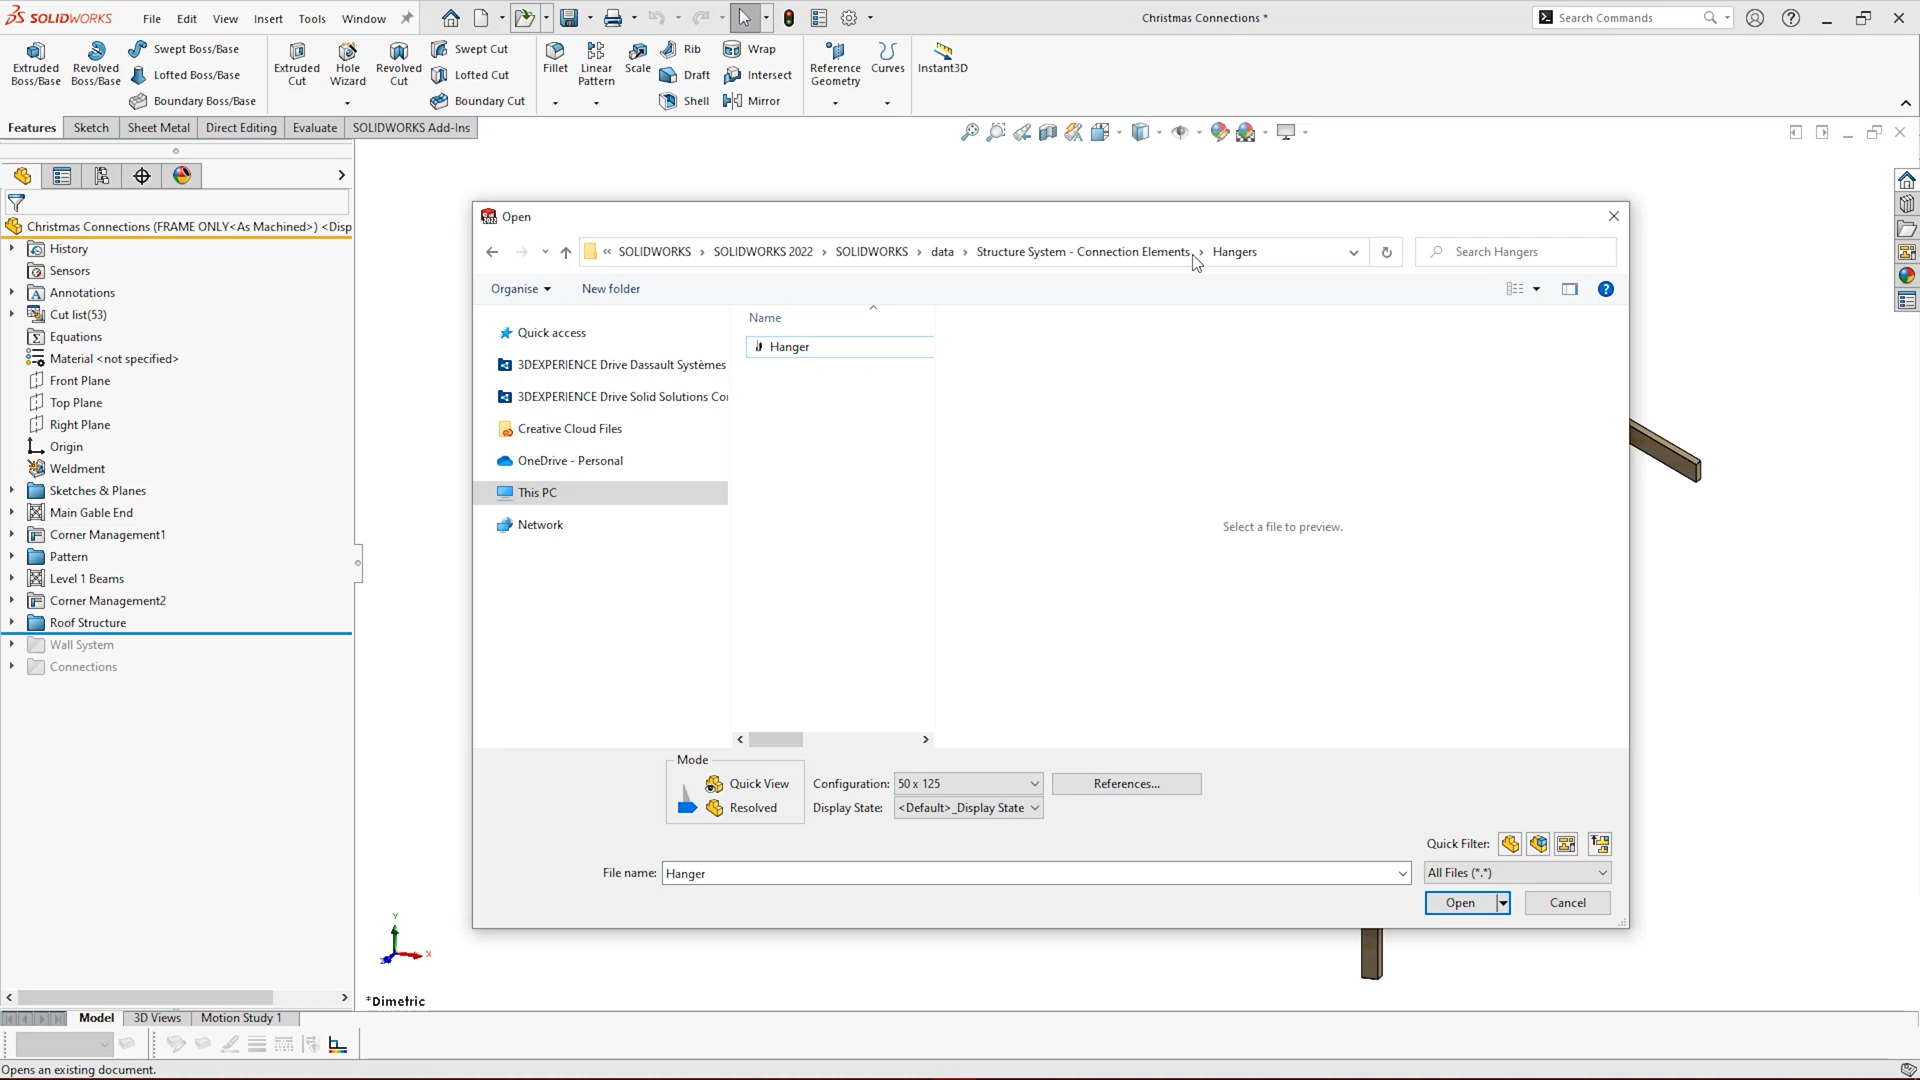 SOLIDWORKS
File
Edit
View
Insert
Tools
Window
Christmas Connections *
Search Commands
Extruded Boss/Base
Revolved Boss/Base
Swept Boss/Base
Lofted Boss/Base
Boundary Boss/Base
Extruded Cut
Hole Wizard
Revolved Cut
Swept Cut
Lofted Cut
Boundary Cut
Fillet
Linear Pattern
Scale
Rib
Draft
Shell
Wrap
Intersect
Mirror
Reference Geometry
Curves
Instant3D
Features
Sketch
Sheet Metal
Direct Editing
Evaluate
SOLIDWORKS Add-Ins
Christmas Connections (FRAME ONLY<As Machined>) <Disp
History
Sensors
Annotations
Cut list(53)
Equations
Material <not specified>
Front Plane
Top Plane
Right Plane
Origin
Weldment
Sketches & Planes
Main Gable End
Corner Management1
Pattern
Level 1 Beams
Corner Management2
Roof Structure
Wall System
Connections
Open
« SOLIDWORKS › SOLIDWORKS 2022 › SOLIDWORKS › data › Structure System - Connection Elements › Hangers
Search Hangers
Organise
New folder
Quick access
3DEXPERIENCE Drive Dassault Systèmes
3DEXPERIENCE Drive Solid Solutions Co
Creative Cloud Files
OneDrive - Personal
This PC
Network
Name
Hanger
Select a file to preview.
Mode
Quick View
Resolved
Configuration:
50 x 125
References...
Display State:
<Default>_Display State
Quick Filter:
File name:
Hanger
All Files (*.*)
Open
Cancel
Y
X
Z
*Dimetric
Model
3D Views
Motion Study 1
Opens an existing document.